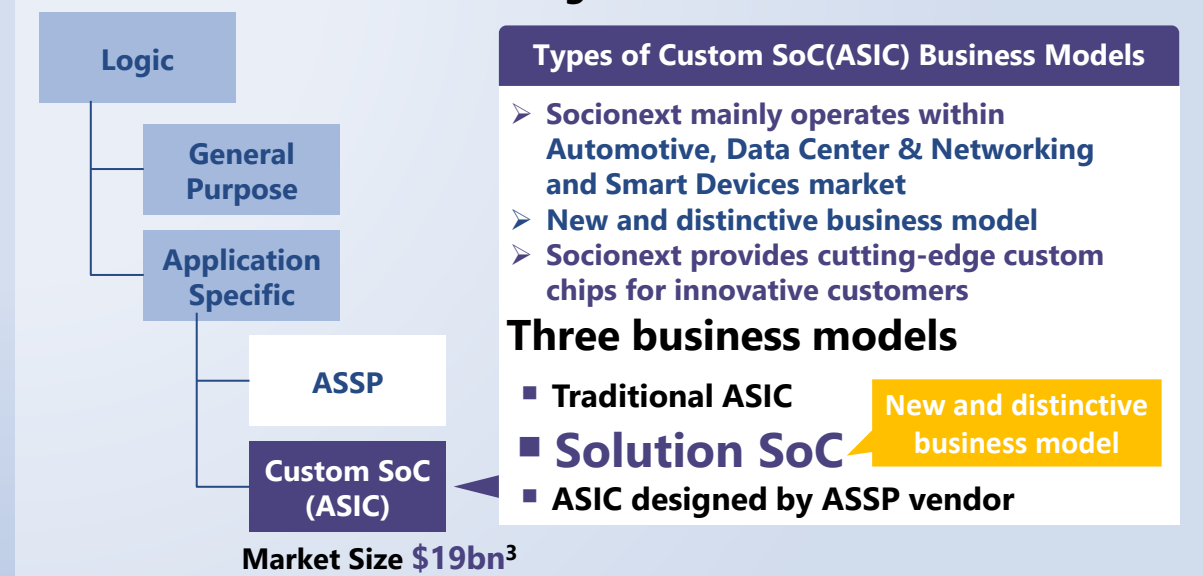 Logic
General
Purpose
Application
Specific
ASSP
Custom SoC
(ASIC)
Market Size $19bn³
Types of Custom SoC(ASIC) Business Models
➢ Socionext mainly operates within
Automotive, Data Center & Networking
and Smart Devices market
➢ New and distinctive business model
➢ Socionext provides cutting-edge custom
chips for innovative customers
Three business models
▪ Traditional ASIC
▪ Solution SoC
New and distinctive
business model
▪ ASIC designed by ASSP vendor